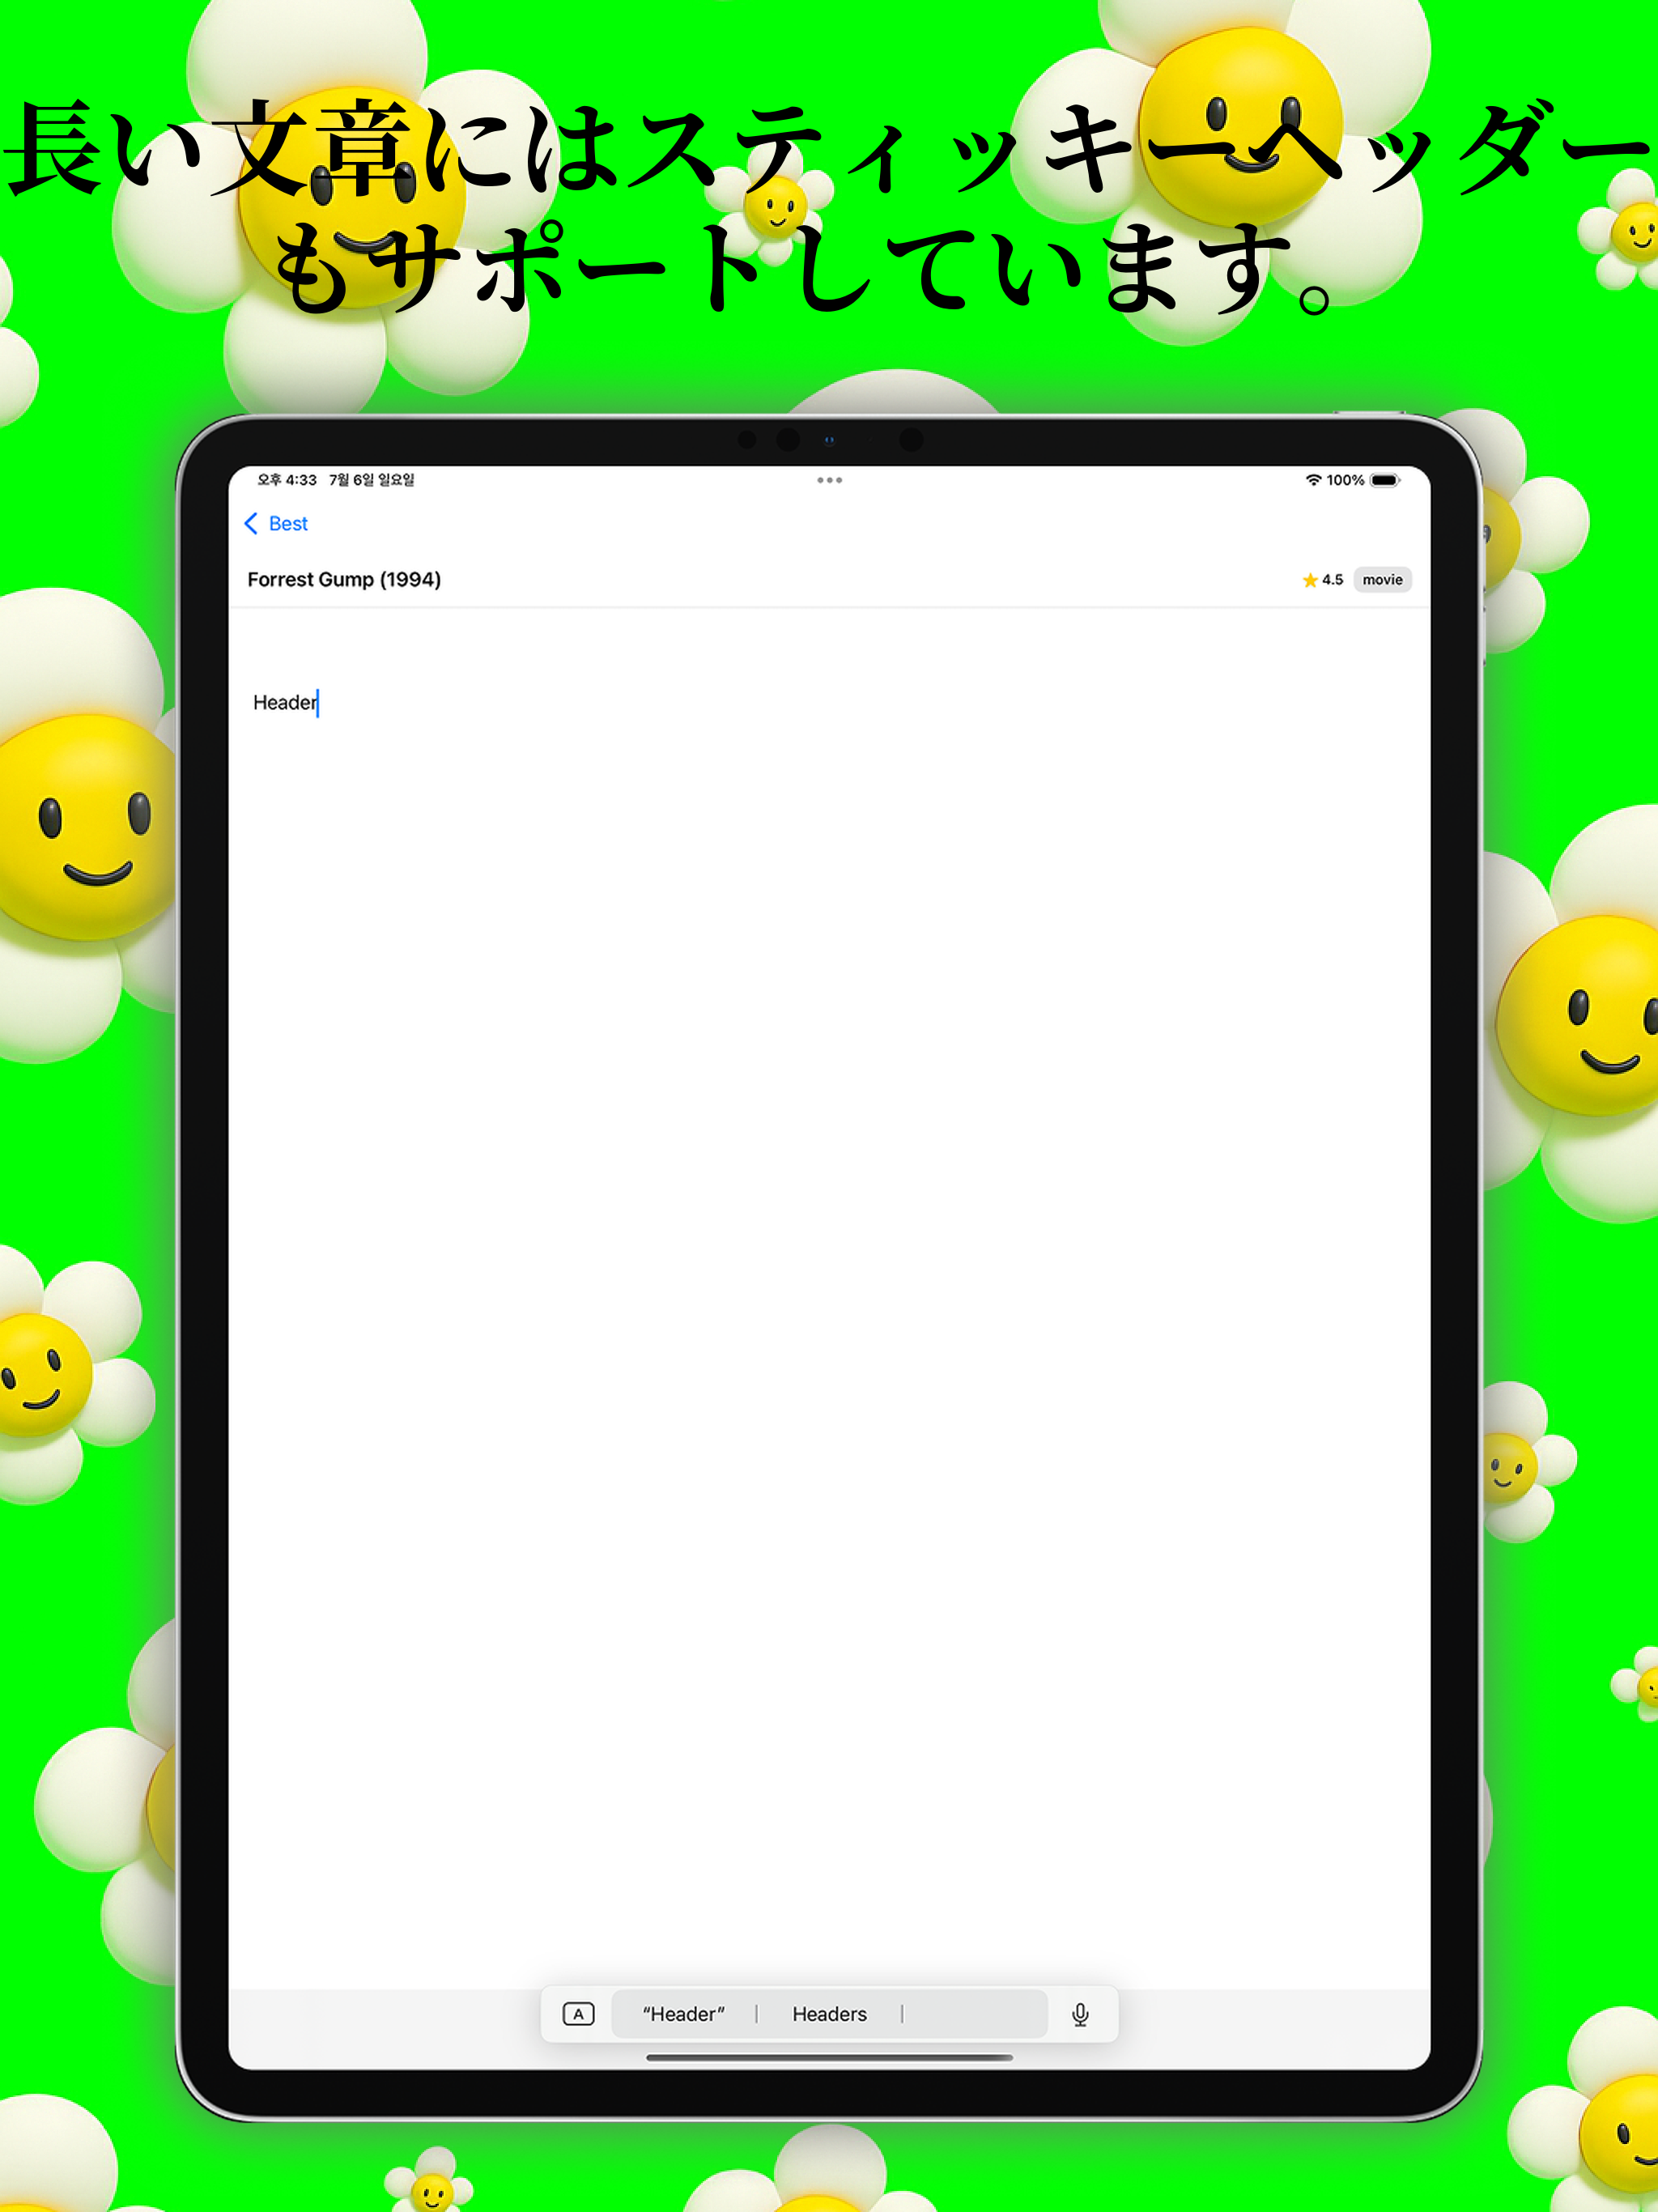 長い文章にはスティッキーヘッダー
もサポートしています。
오후 4:33 7월 6일 일요일
100%
Best
Forrest Gump (1994)
4.5 movie
Header
A “Header” Headers